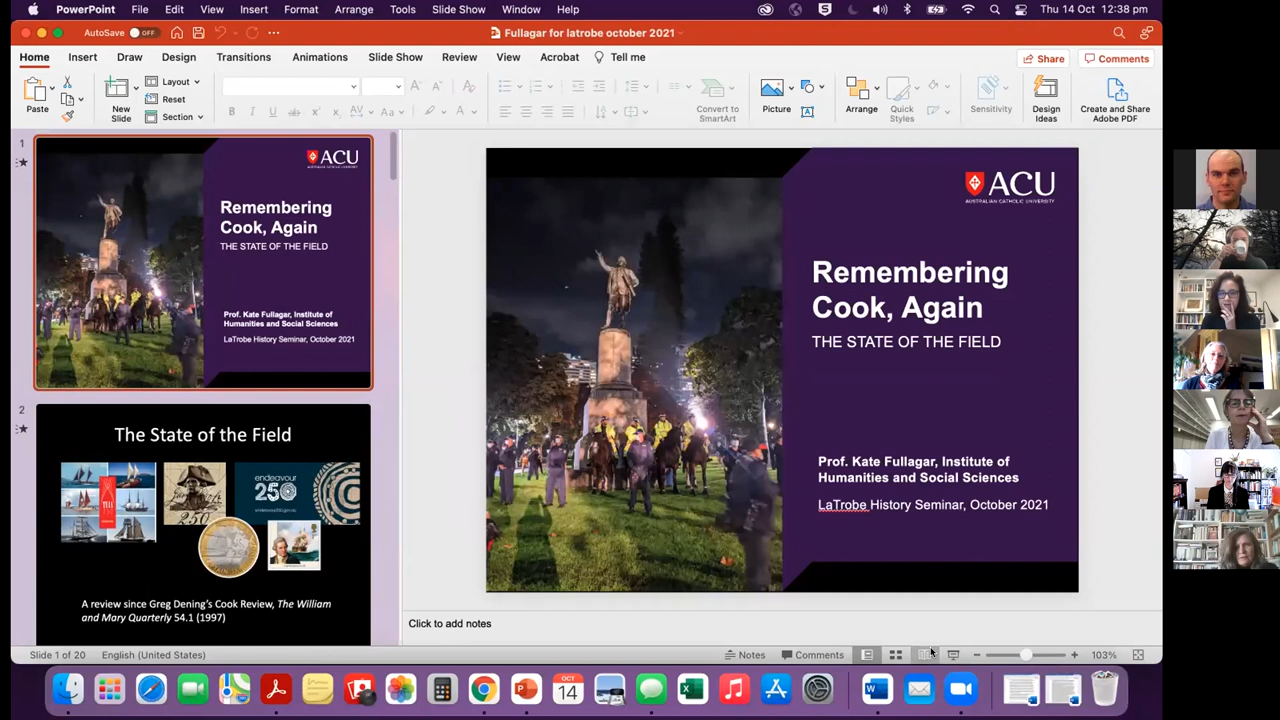 PowerPoint File Edit View Insert Format Arrange Tools Slide Show Window Help Thu 14 Oct 12:38 pm
AutoSave OFF Fullagar for latrobe october 2021
Home Insert Draw Design Transitions Animations Slide Show Review View Acrobat Tell me Share Comments
Paste
New Slide
Layout
Reset
Section
Convert to SmartArt
Picture
Arrange
Quick Styles
Sensitivity
Design Ideas
Create and Share Adobe PDF
1
ACU
Remembering
Cook, Again
THE STATE OF THE FIELD
Prof. Kate Fullagar, Institute of
Humanities and Social Sciences
LaTrobe History Seminar, October 2021
2
The State of the Field
endeavour
250
A review since Greg Dening's Cook Review, The William
and Mary Quarterly 54.1 (1997)
ACU
AUSTRALIAN CATHOLIC UNIVERSITY
Remembering
Cook, Again
THE STATE OF THE FIELD
Prof. Kate Fullagar, Institute of
Humanities and Social Sciences
LaTrobe History Seminar, October 2021
Click to add notes
Slide 1 of 20 English (United States) Notes Comments 103%
OCT
14